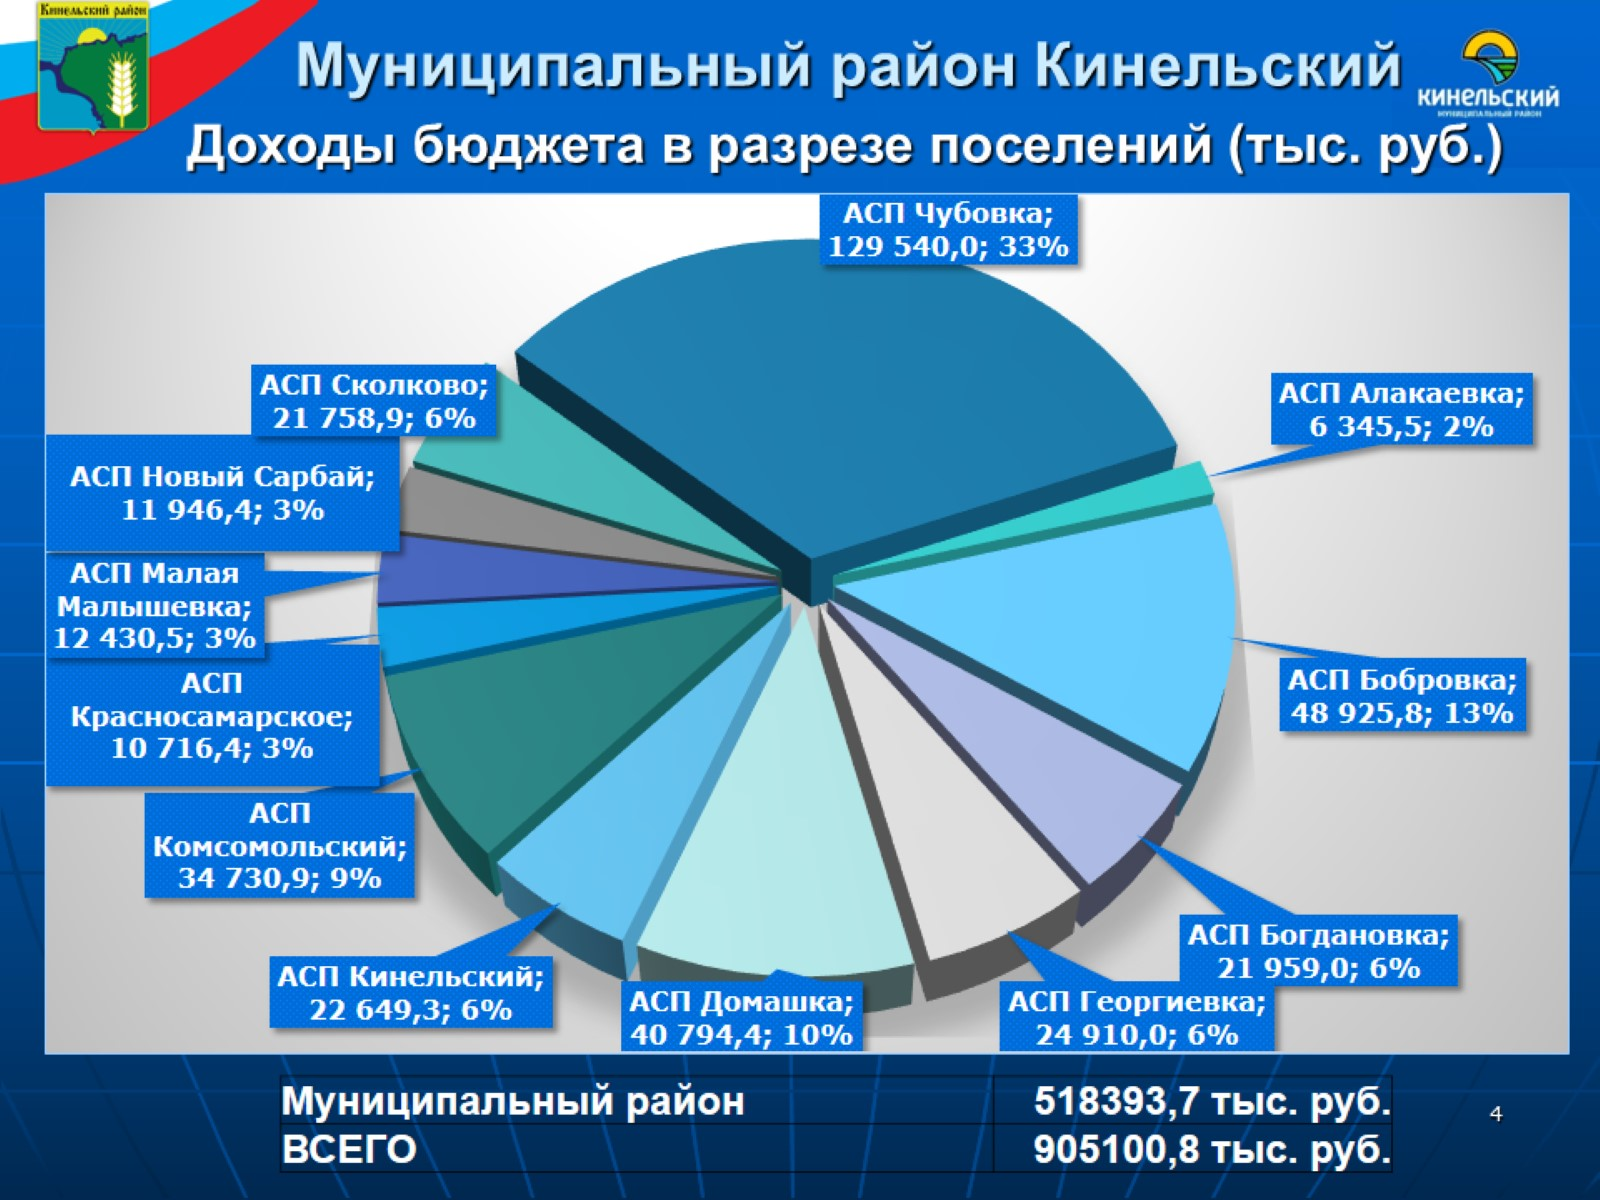 Кинельский район
Муниципальный район Кинельский
КИНЕЛЬСКИЙ
МУНИЦИПАЛЬНЫЙ РАЙОН
Доходы бюджета в разрезе поселений (тыс. руб.)
АСП Чубовка;
129 540,0; 33%
АСП Сколково;
21 758,9; 6%
АСП Алакаевка;
6 345,5; 2%
АСП Новый Сарбай;
11 946,4; 3%
АСП Малая
Малышевка;
12 430,5; 3%
АСП
Красносамарское;
10 716,4; 3%
АСП Бобровка;
48 925,8; 13%
АСП
Комсомольский;
34 730,9; 9%
АСП Богдановка;
21 959,0; 6%
АСП Кинельский;
22 649,3; 6%
АСП Домашка;
40 794,4; 10%
АСП Георгиевка;
24 910,0; 6%
Муниципальный район 518393,7 тыс. руб.
ВСЕГО 905100,8 тыс. руб.
4